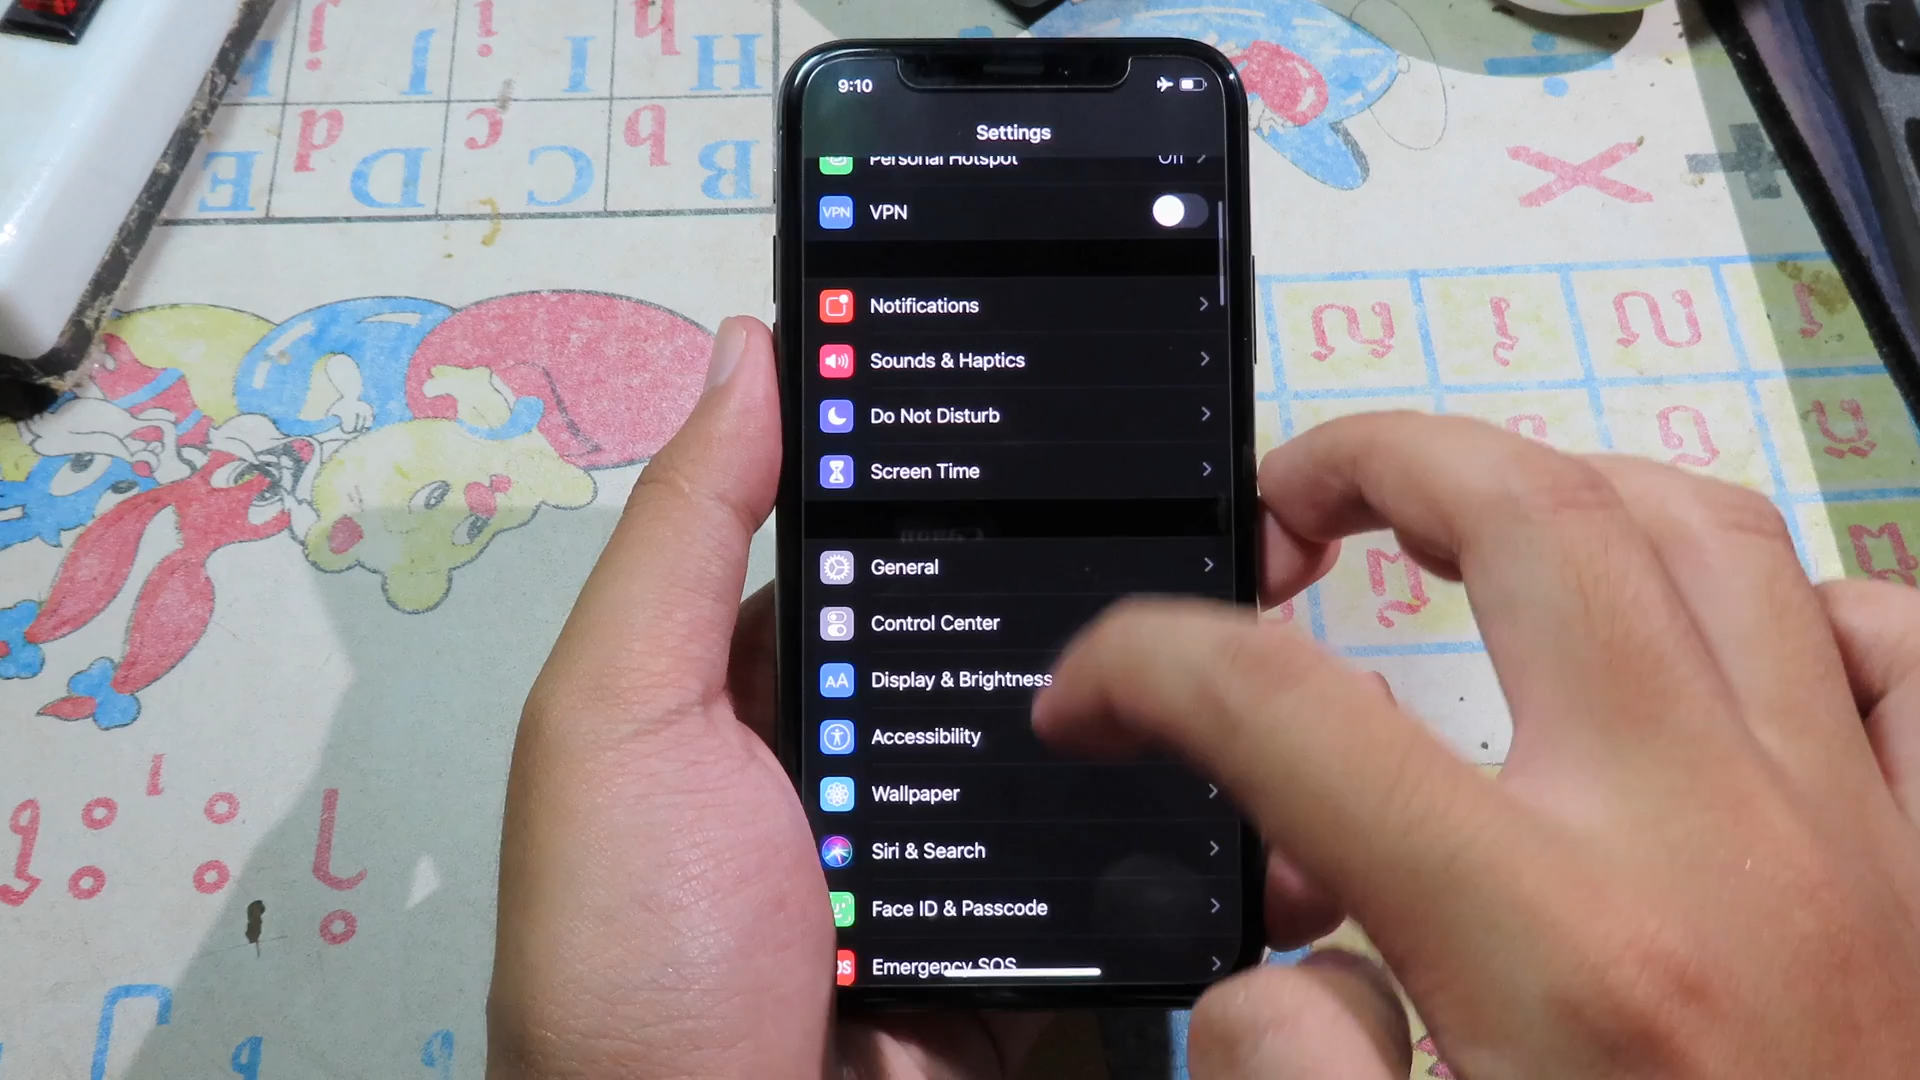 9:10
Settings
Personal Hotspot Off
VPN VPN
Notifications
Sounds & Haptics
Do Not Disturb
Screen Time
General
Control Center
AA Display & Brightness
Accessibility
Wallpaper
Siri & Search
Face ID & Passcode
Emergency SOS
h
H
i
I
j
J
b
B
c
C
d
D
E